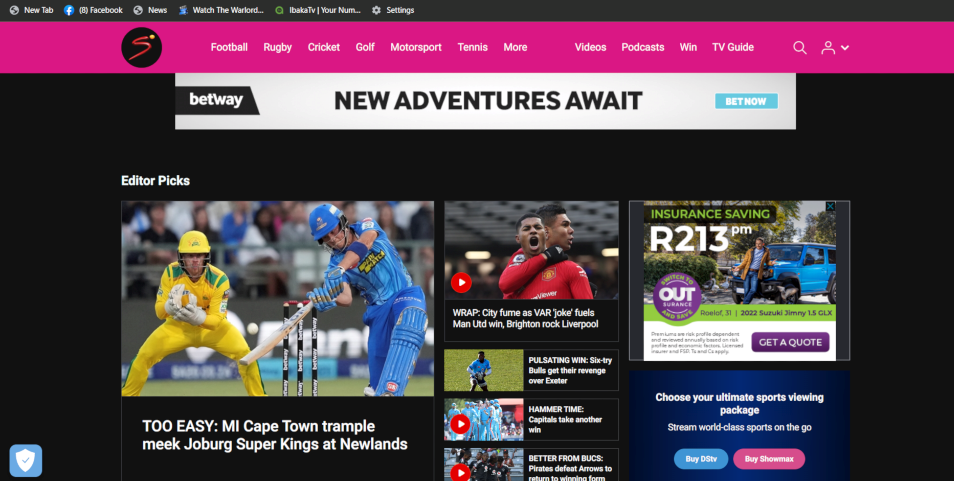 New Tab
(8) Facebook
News
Watch The Warlord...
IbakaTv | Your Num...
Settings
Football Rugby Cricket Golf Motorsport Tennis More Videos Podcasts Win TV Guide
betway
NEW ADVENTURES AWAIT
BET NOW
Editor Picks
TOO EASY: MI Cape Town trample
meek Joburg Super Kings at Newlands
WRAP: City fume as VAR 'joke' fuels
Man Utd win, Brighton rock Liverpool
PULSATING WIN: Six-try
Bulls get their revenge
over Exeter
HAMMER TIME:
Capitals take another
win
BETTER FROM BUCS:
Pirates defeat Arrows to
return to winning form
INSURANCE SAVING
R213pm
SWITCH TO
OUT
SURANCE
AND SAVE
Roelof, 31 | 2022 Suzuki Jimny 1.5 GLX
Premiums are risk profile dependent
and reviewed annually based on risk
profile and economic factors. Licensed
insurer and FSP. Ts and Cs apply.
GET A QUOTE
Choose your ultimate sports viewing
package
Stream world-class sports on the go
Buy DStv
Buy Showmax